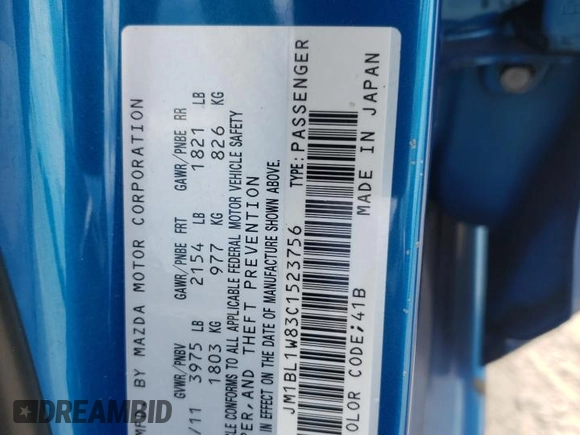 MFD BY MAZDA MOTOR CORPORATION
GVWR/PNBV GAWR/PNBE FRT GAWR/PNBE RR
/11 3975 LB 2154 LB 1821 LB
1803 KG 977 KG 826 KG
CONFORMS TO ALL APPLICABLE FEDERAL MOTOR VEHICLE SAFETY
AND THEFT PREVENTION
IN EFFECT ON THE DATE OF MANUFACTURE SHOWN ABOVE.
JM1BL1W83C1523756 TYPE: PASSENGER
OLOR CODE;41B MADE IN JAPAN
DREAMBID